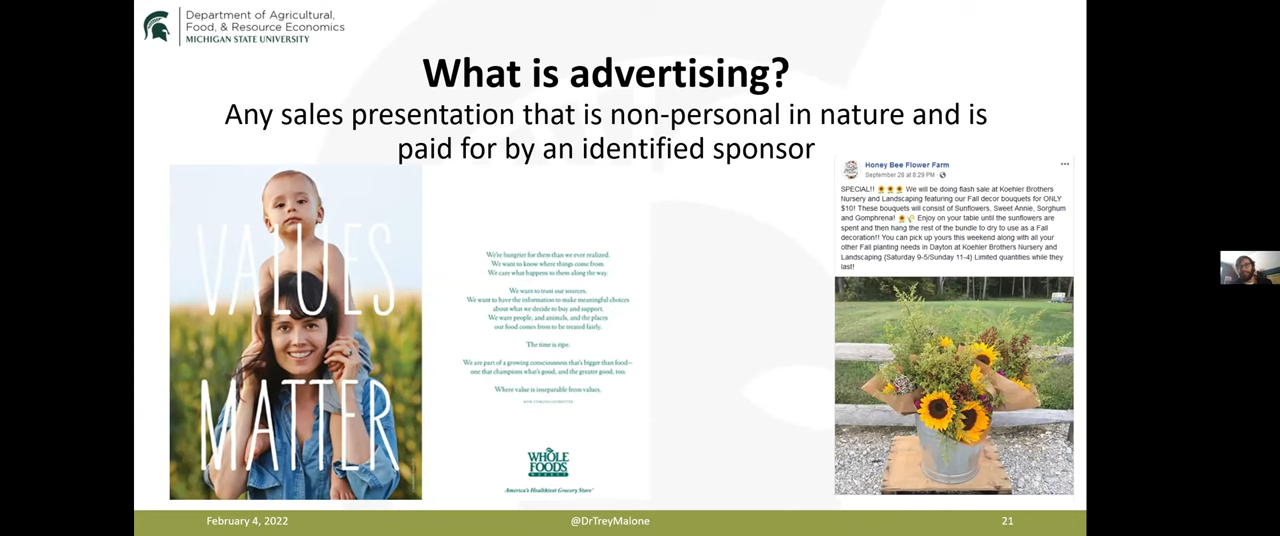 Department of Agricultural,
Food, & Resource Economics
MICHIGAN STATE UNIVERSITY
What is advertising?
Any sales presentation that is non-personal in nature and is
paid for by an identified sponsor
VALUES
MATTER
We're hungrier for them than we ever realized.
We want to know where things come from.
We care what happens to them along the way.
We want to trust our sources.
We want to have the information to make meaningful choices
about what we decide to buy and support.
We want people, and animals, and the places
our food comes from to be treated fairly.
The time is ripe.
We are part of a growing consciousness that's bigger than food—
one that champions what's good, and the greater good, too.
Where value is inseparable from values.
WHOLE
FOODS
MARKET
America's Healthiest Grocery Store™
Honey Bee Flower Farm
September 28 at 8:29 PM ·
SPECIAL!! 🌻🌻🌻 We will be doing flash sale at Koehler Brothers
Nursery and Landscaping featuring our Fall decor bouquets for ONLY
$10! These bouquets will consist of Sunflowers, Sweet Annie, Sorghum
and Gomphrena! 🌻🌾 Enjoy on your table until the sunflowers are
spent and then hang the rest of the bundle to dry to use as a Fall
decoration!! You can pick up yours this weekend along with all your
other Fall planting needs in Dayton at Koehler Brothers Nursery and
Landscaping {Saturday 9-5/Sunday 11-4} Limited quantities while they
last!
February 4, 2022
@DrTreyMalone
21